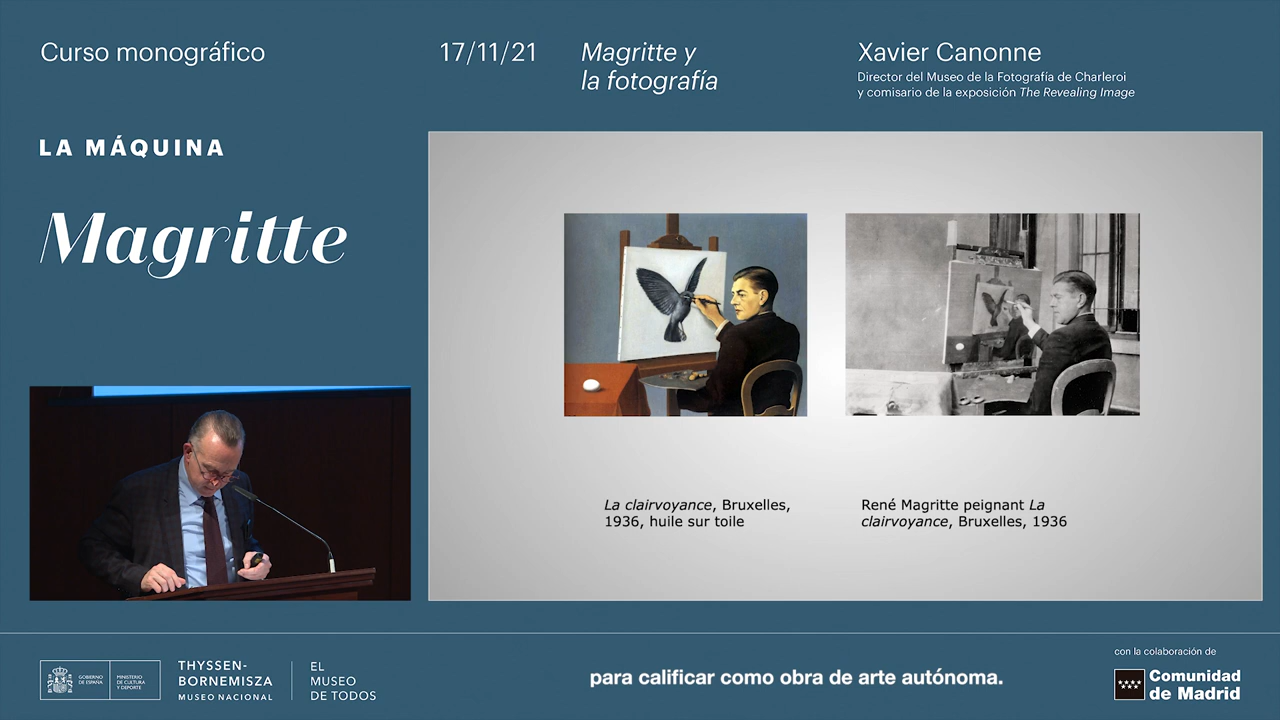 Curso monográfico
17/11/21
Magritte y
la fotografía
Xavier Canonne
Director del Museo de la Fotografía de Charleroi
y comisario de la exposición The Revealing Image
LA MÁQUINA
Magritte
La clairvoyance, Bruxelles,
1936, huile sur toile
René Magritte peignant La
clairvoyance, Bruxelles, 1936
GOBIERNO
DE ESPAÑA
MINISTERIO
DE CULTURA
Y DEPORTE
THYSSEN-
BORNEMISZA
MUSEO NACIONAL
EL
MUSEO
DE TODOS
para calificar como obra de arte autónoma.
con la colaboración de
Comunidad
de Madrid